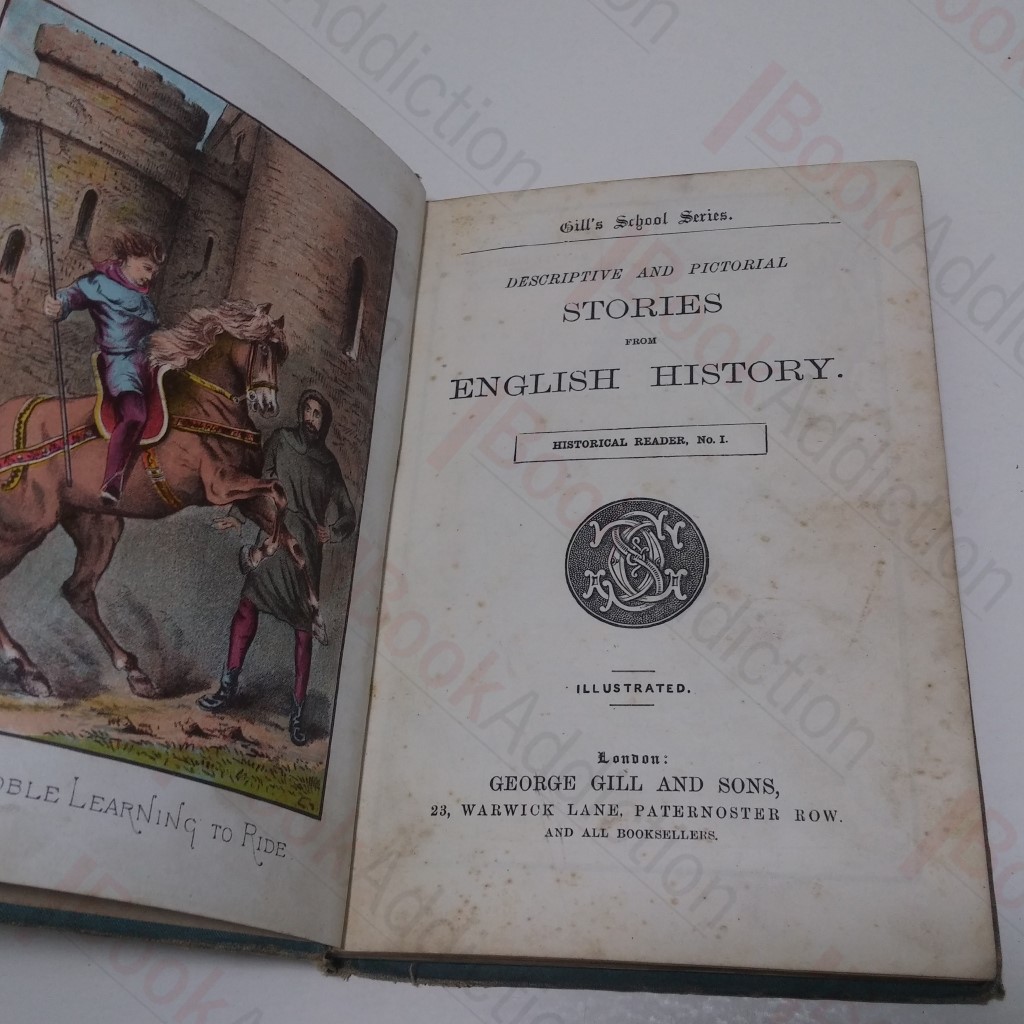 OBLE LEARNING TO RIDE
Gill's School Series.
DESCRIPTIVE AND PICTORIAL
STORIES
FROM
ENGLISH HISTORY.
HISTORICAL READER, No. I.
ILLUSTRATED.
London:
GEORGE GILL AND SONS,
23, WARWICK LANE, PATERNOSTER ROW.
AND ALL BOOKSELLERS.
BookAddiction